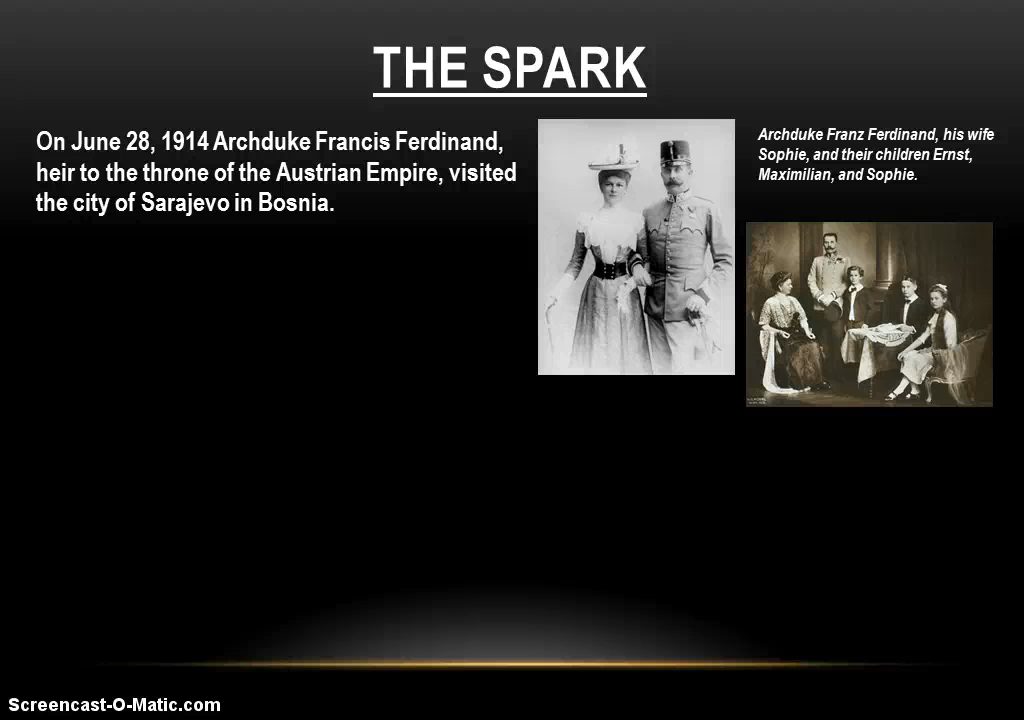 THE SPARK
On June 28, 1914 Archduke Francis Ferdinand,
heir to the throne of the Austrian Empire, visited
the city of Sarajevo in Bosnia.
Archduke Franz Ferdinand, his wife
Sophie, and their children Ernst,
Maximilian, and Sophie.
Screencast-O-Matic.com